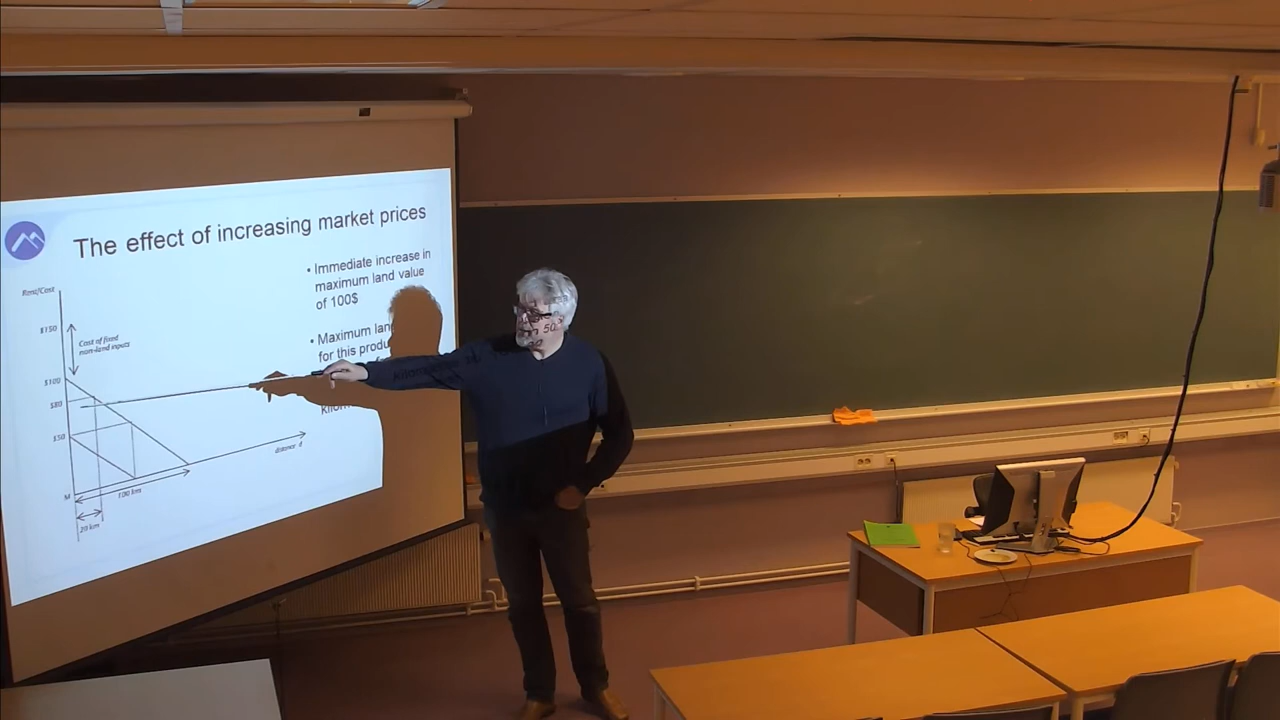 The effect of increasing market prices
Rent/Cost
$150
Cost of fixed
non-land inputs
$100
$80
$50
M
100 km
20 km
distance d
• Immediate increase in
maximum land value
of 100$
• Maximum lan
for this produ